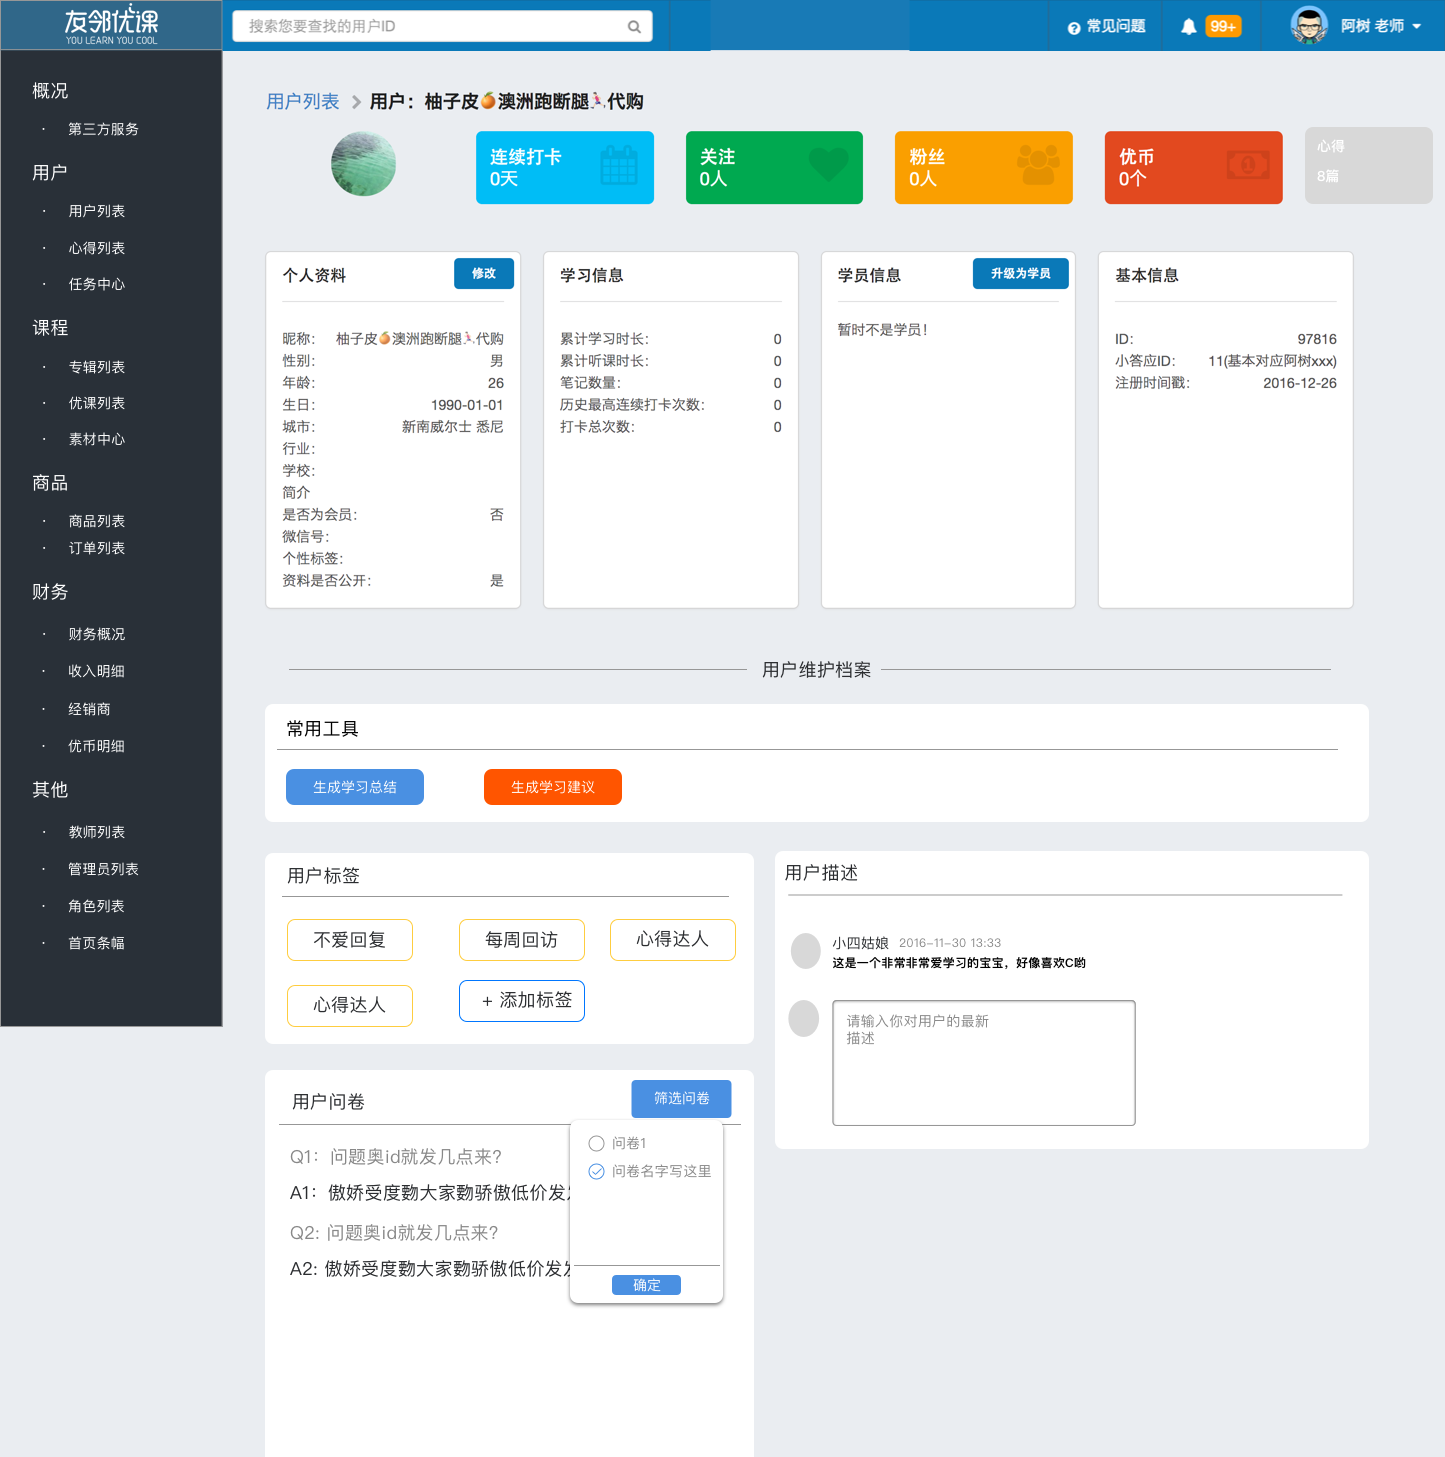 友邻优课
YOU LEARN YOU COOL
搜索您要查找的用户ID
常见问题
99+
阿树 老师
概况
· 第三方服务
用户
· 用户列表
· 心得列表
· 任务中心
课程
· 专辑列表
· 优课列表
· 素材中心
商品
· 商品列表
· 订单列表
财务
· 财务概况
· 收入明细
· 经销商
· 优币明细
其他
· 教师列表
· 管理员列表
· 角色列表
· 首页条幅
用户列表 > 用户：柚子皮🍊澳洲跑断腿🏃代购
连续打卡
0天
关注
0人
粉丝
0人
优币
0个
心得
8篇
个人资料
修改
昵称： 柚子皮🍊澳洲跑断腿🏃代购
性别： 男
年龄： 26
生日： 1990-01-01
城市： 新南威尔士 悉尼
行业：
学校：
简介
是否为会员： 否
微信号：
个性标签：
资料是否公开： 是
学习信息
累计学习时长： 0
累计听课时长： 0
笔记数量： 0
历史最高连续打卡次数： 0
打卡总次数： 0
学员信息
升级为学员
暂时不是学员！
基本信息
ID： 97816
小答应ID： 11(基本对应阿树xxx)
注册时间戳： 2016-12-26
用户维护档案
常用工具
生成学习总结
生成学习建议
用户标签
不爱回复
每周回访
心得达人
心得达人
+ 添加标签
用户描述
小四姑娘 2016-11-30 13:33
这是一个非常非常爱学习的宝宝，好像喜欢C哟
请输入你对用户的最新
描述
用户问卷
筛选问卷
Q1：问题奥id就发几点来？
A1：傲娇受度勠大家勠骄傲低价发
Q2: 问题奥id就发几点来？
A2: 傲娇受度勠大家勠骄傲低价发
问卷1
问卷名字写这里
确定